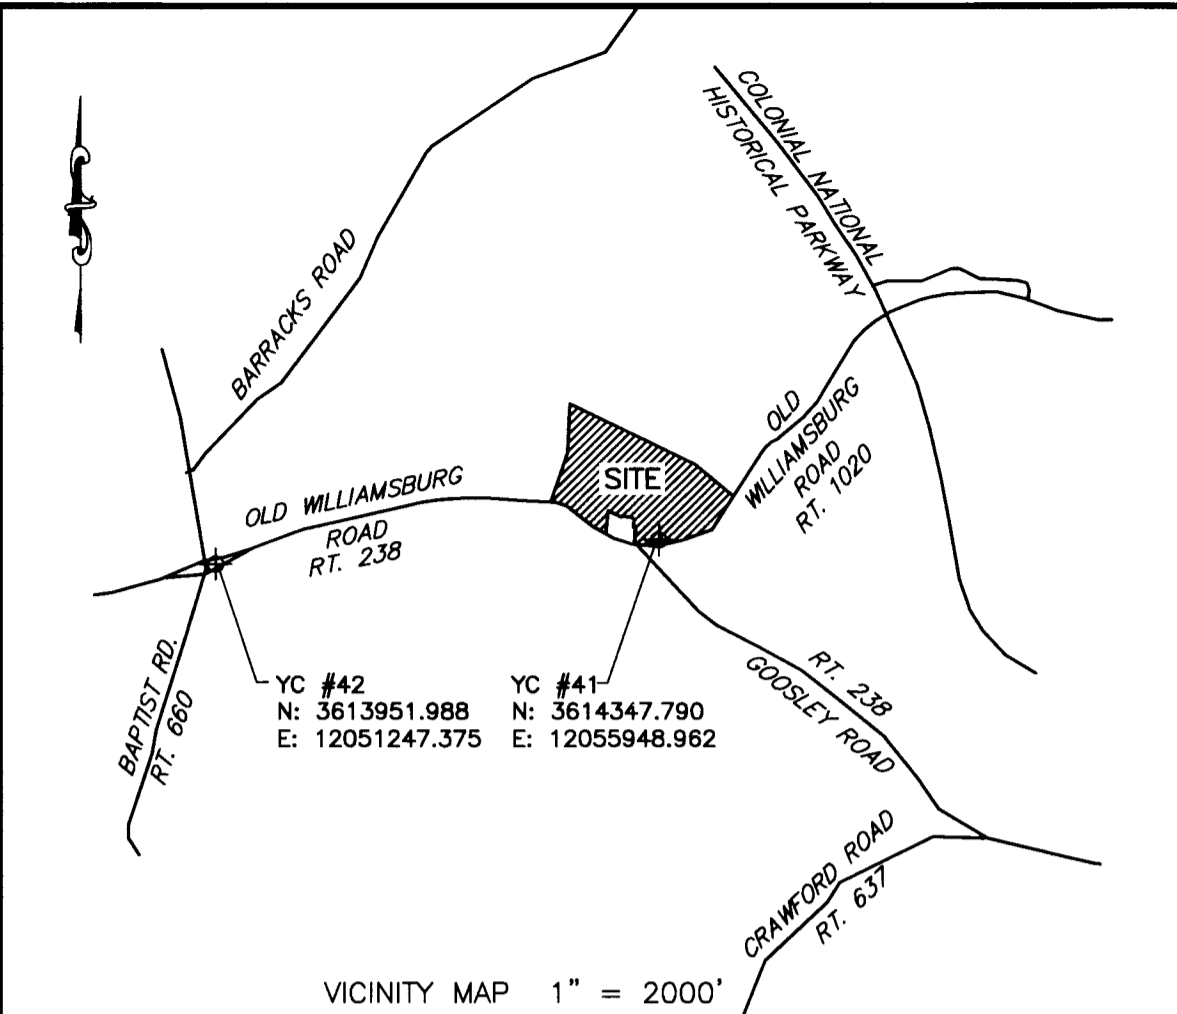 COLONIAL NATIONAL
HISTORICAL PARKWAY
BARRACKS ROAD
OLD
WILLIAMSBURG
ROAD
RT. 1020
SITE
OLD WILLIAMSBURG
ROAD
RT. 238
BAPTIST RD.
RT. 660
YC #42
N: 3613951.988
E: 12051247.375
YC #41
N: 3614347.790
E: 12055948.962
RT. 238
GOOSLEY ROAD
CRAWFORD ROAD
RT. 637
VICINITY MAP 1" = 2000'